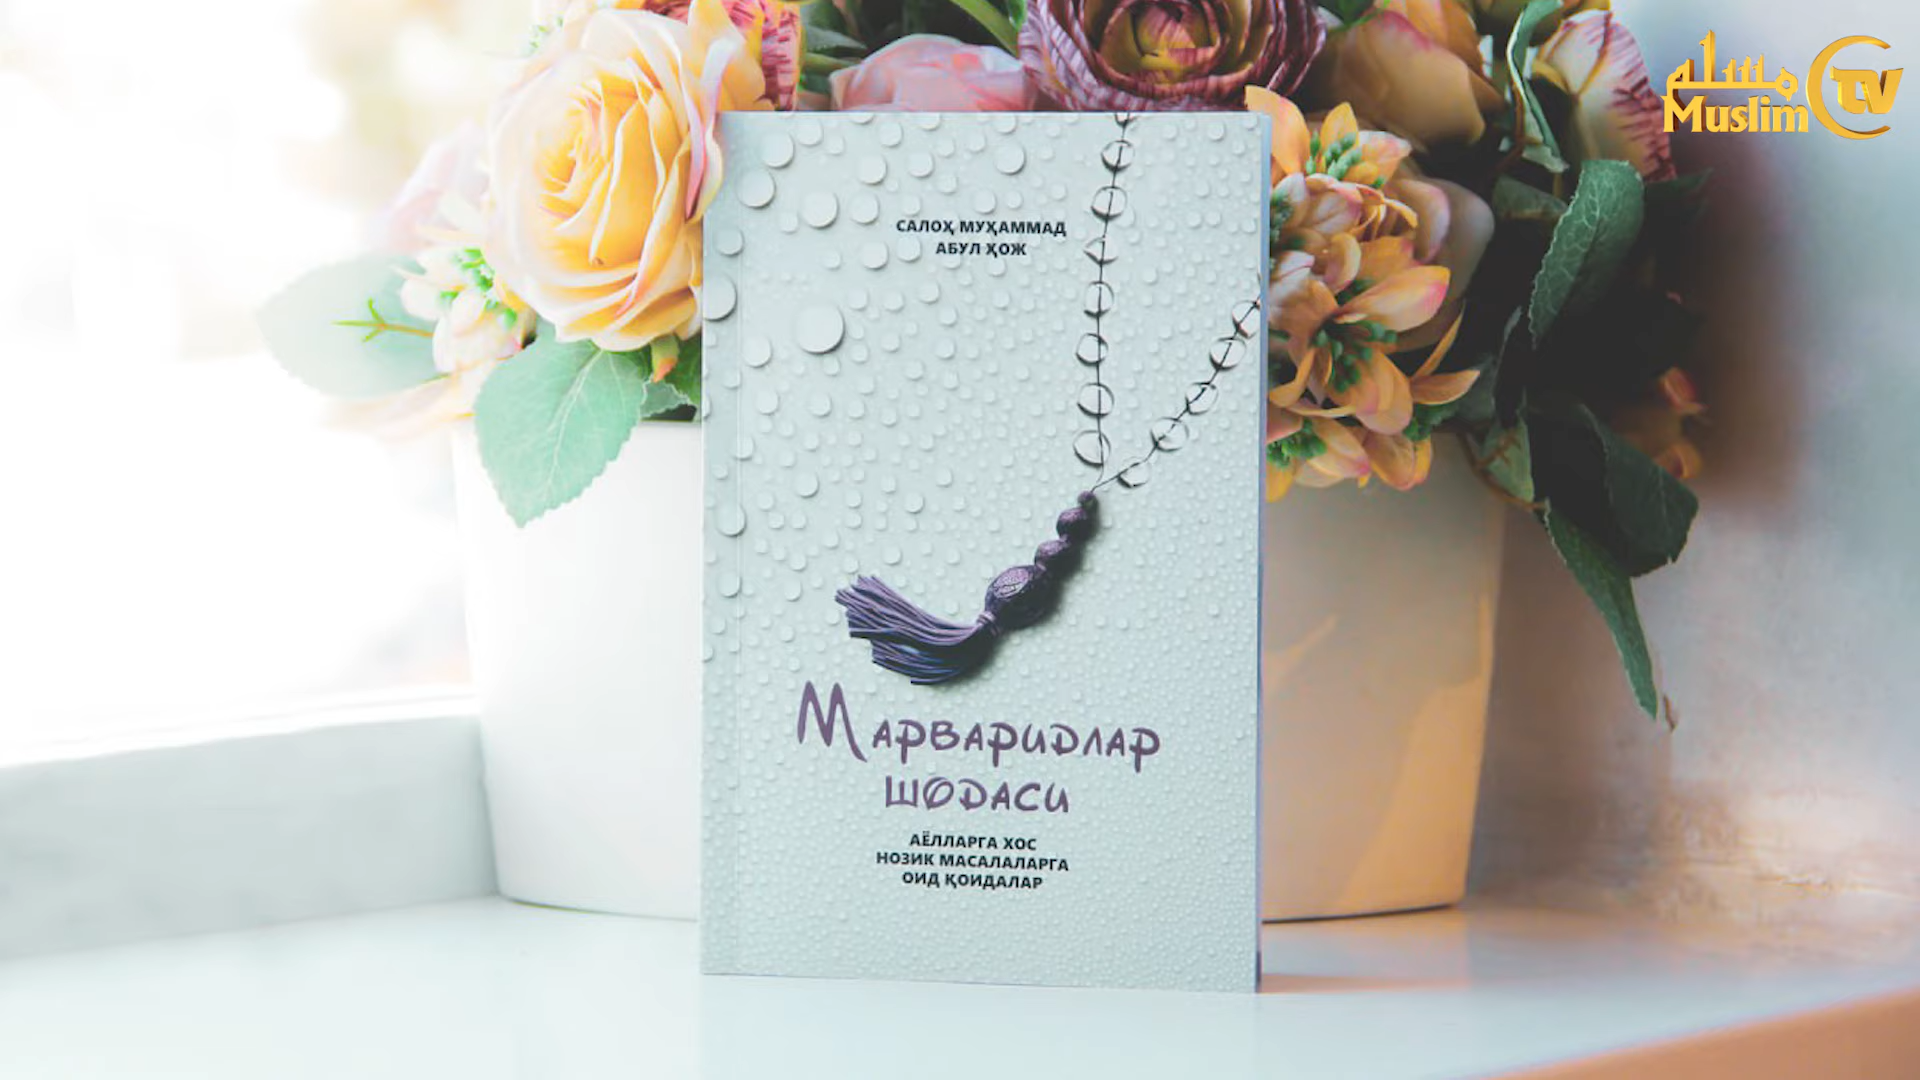 САЛОҲ МУҲАММАД
АБУЛ ҲОЖ
МАРВАРИДЛАР
ШОДАСИ
АЁЛЛАРГА ХОС
НОЗИК МАСАЛАЛАРГА
ОИД ҚОИДАЛАР
مسلم
Muslim TV